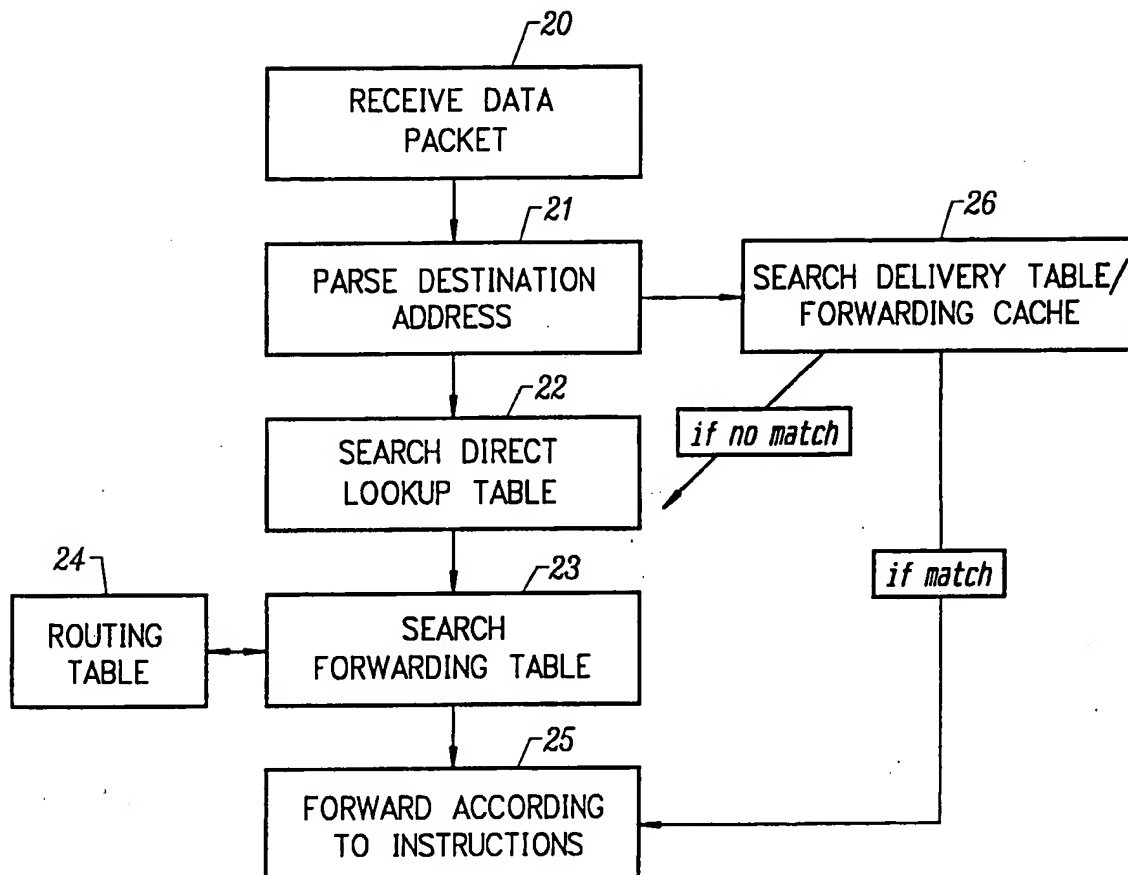 20
RECEIVE DATA
PACKET
21
PARSE DESTINATION
ADDRESS
26
SEARCH DELIVERY TABLE/
FORWARDING CACHE
22
SEARCH DIRECT
LOOKUP TABLE
if no match
if match
24
ROUTING
TABLE
23
SEARCH
FORWARDING TABLE
25
FORWARD ACCORDING
TO INSTRUCTIONS